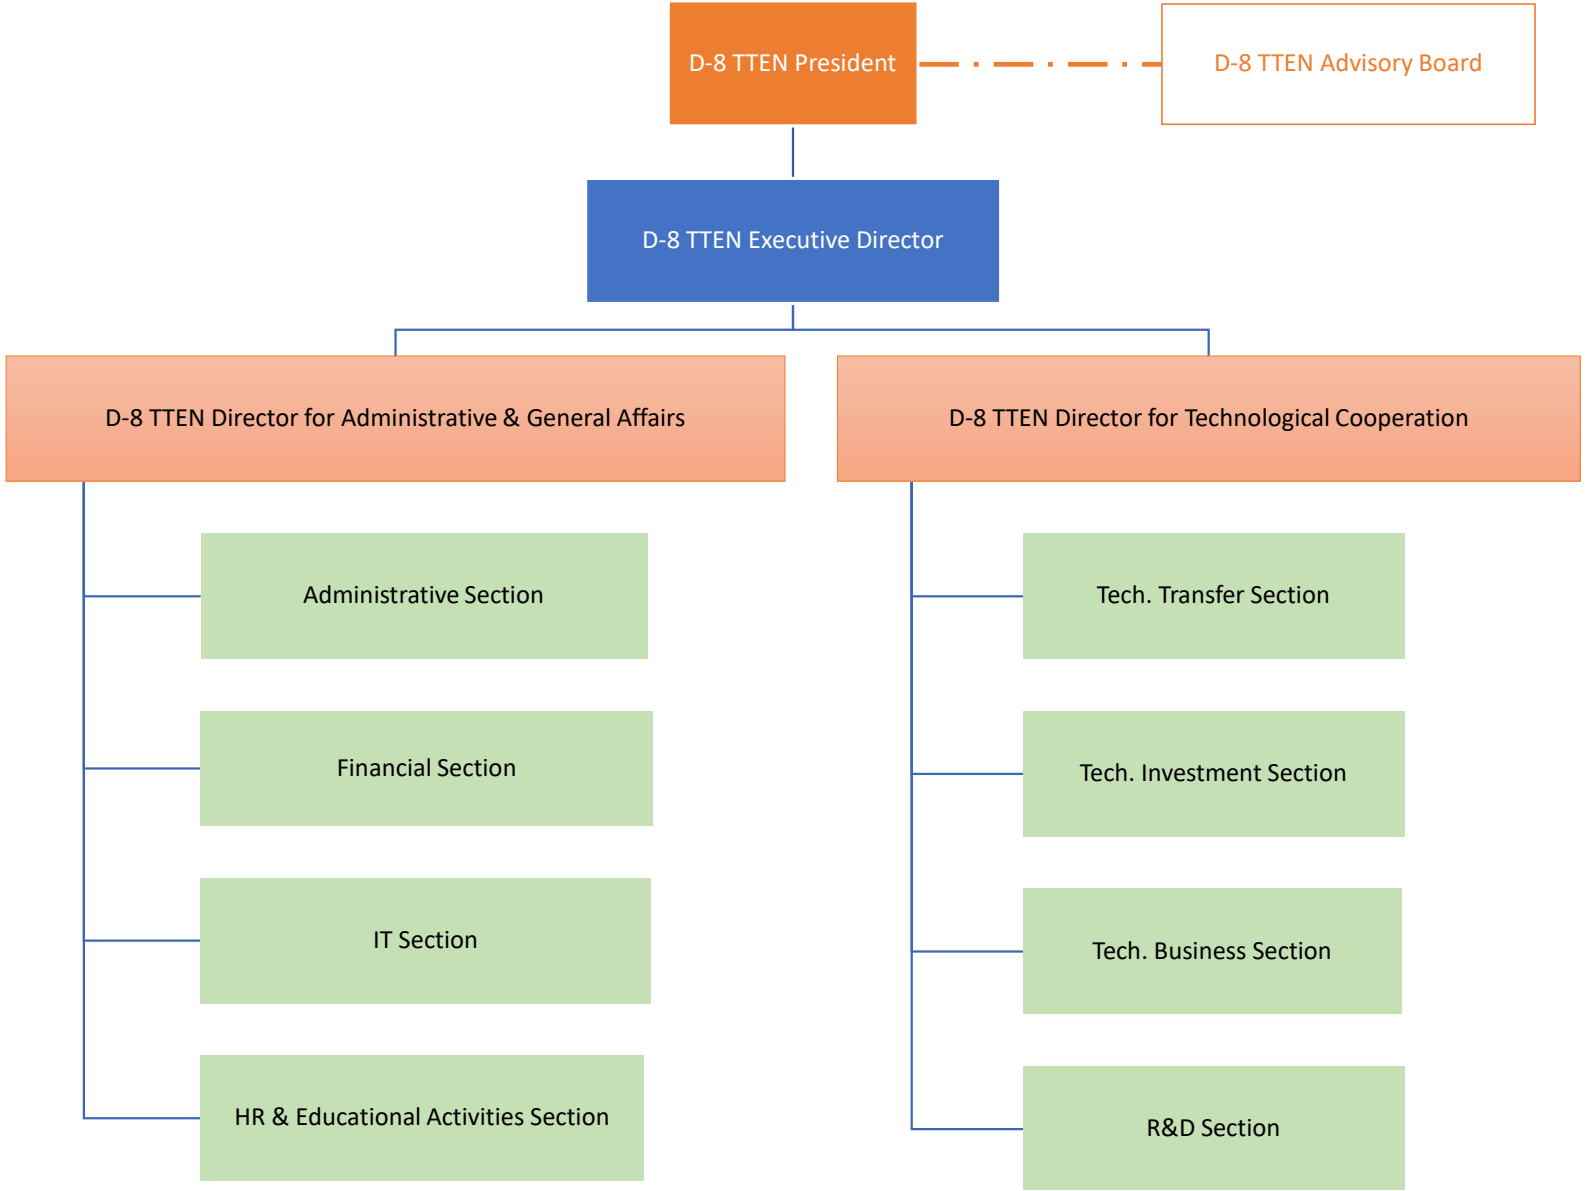 D-8 TTEN President
D-8 TTEN Advisory Board
D-8 TTEN Executive Director
D-8 TTEN Director for Administrative & General Affairs
D-8 TTEN Director for Technological Cooperation
Administrative Section
Financial Section
IT Section
HR & Educational Activities Section
Tech. Transfer Section
Tech. Investment Section
Tech. Business Section
R&D Section